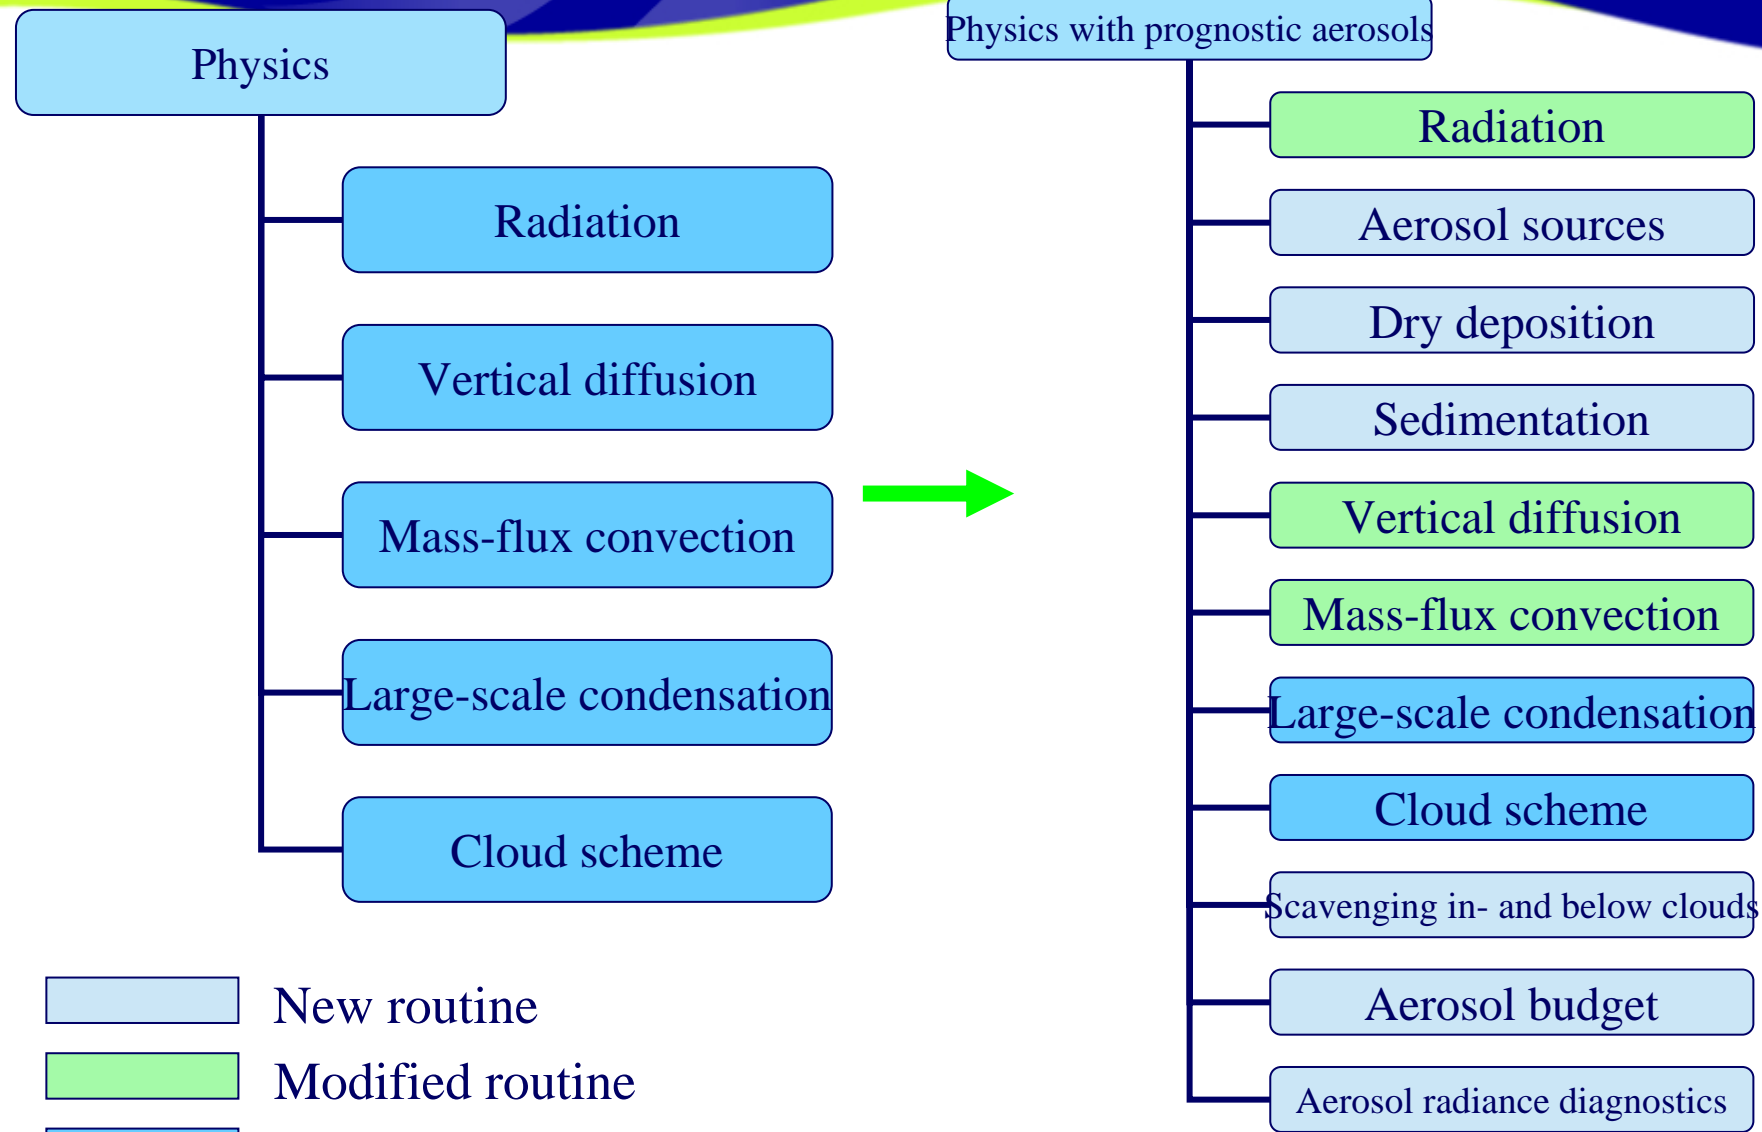 Physics
Radiation
Vertical diffusion
Mass-flux convection
Large-scale condensation
Cloud scheme
New routine
Modified routine
Physics with prognostic aerosols
Radiation
Aerosol sources
Dry deposition
Sedimentation
Vertical diffusion
Mass-flux convection
Large-scale condensation
Cloud scheme
Scavenging in- and below clouds
Aerosol budget
Aerosol radiance diagnostics